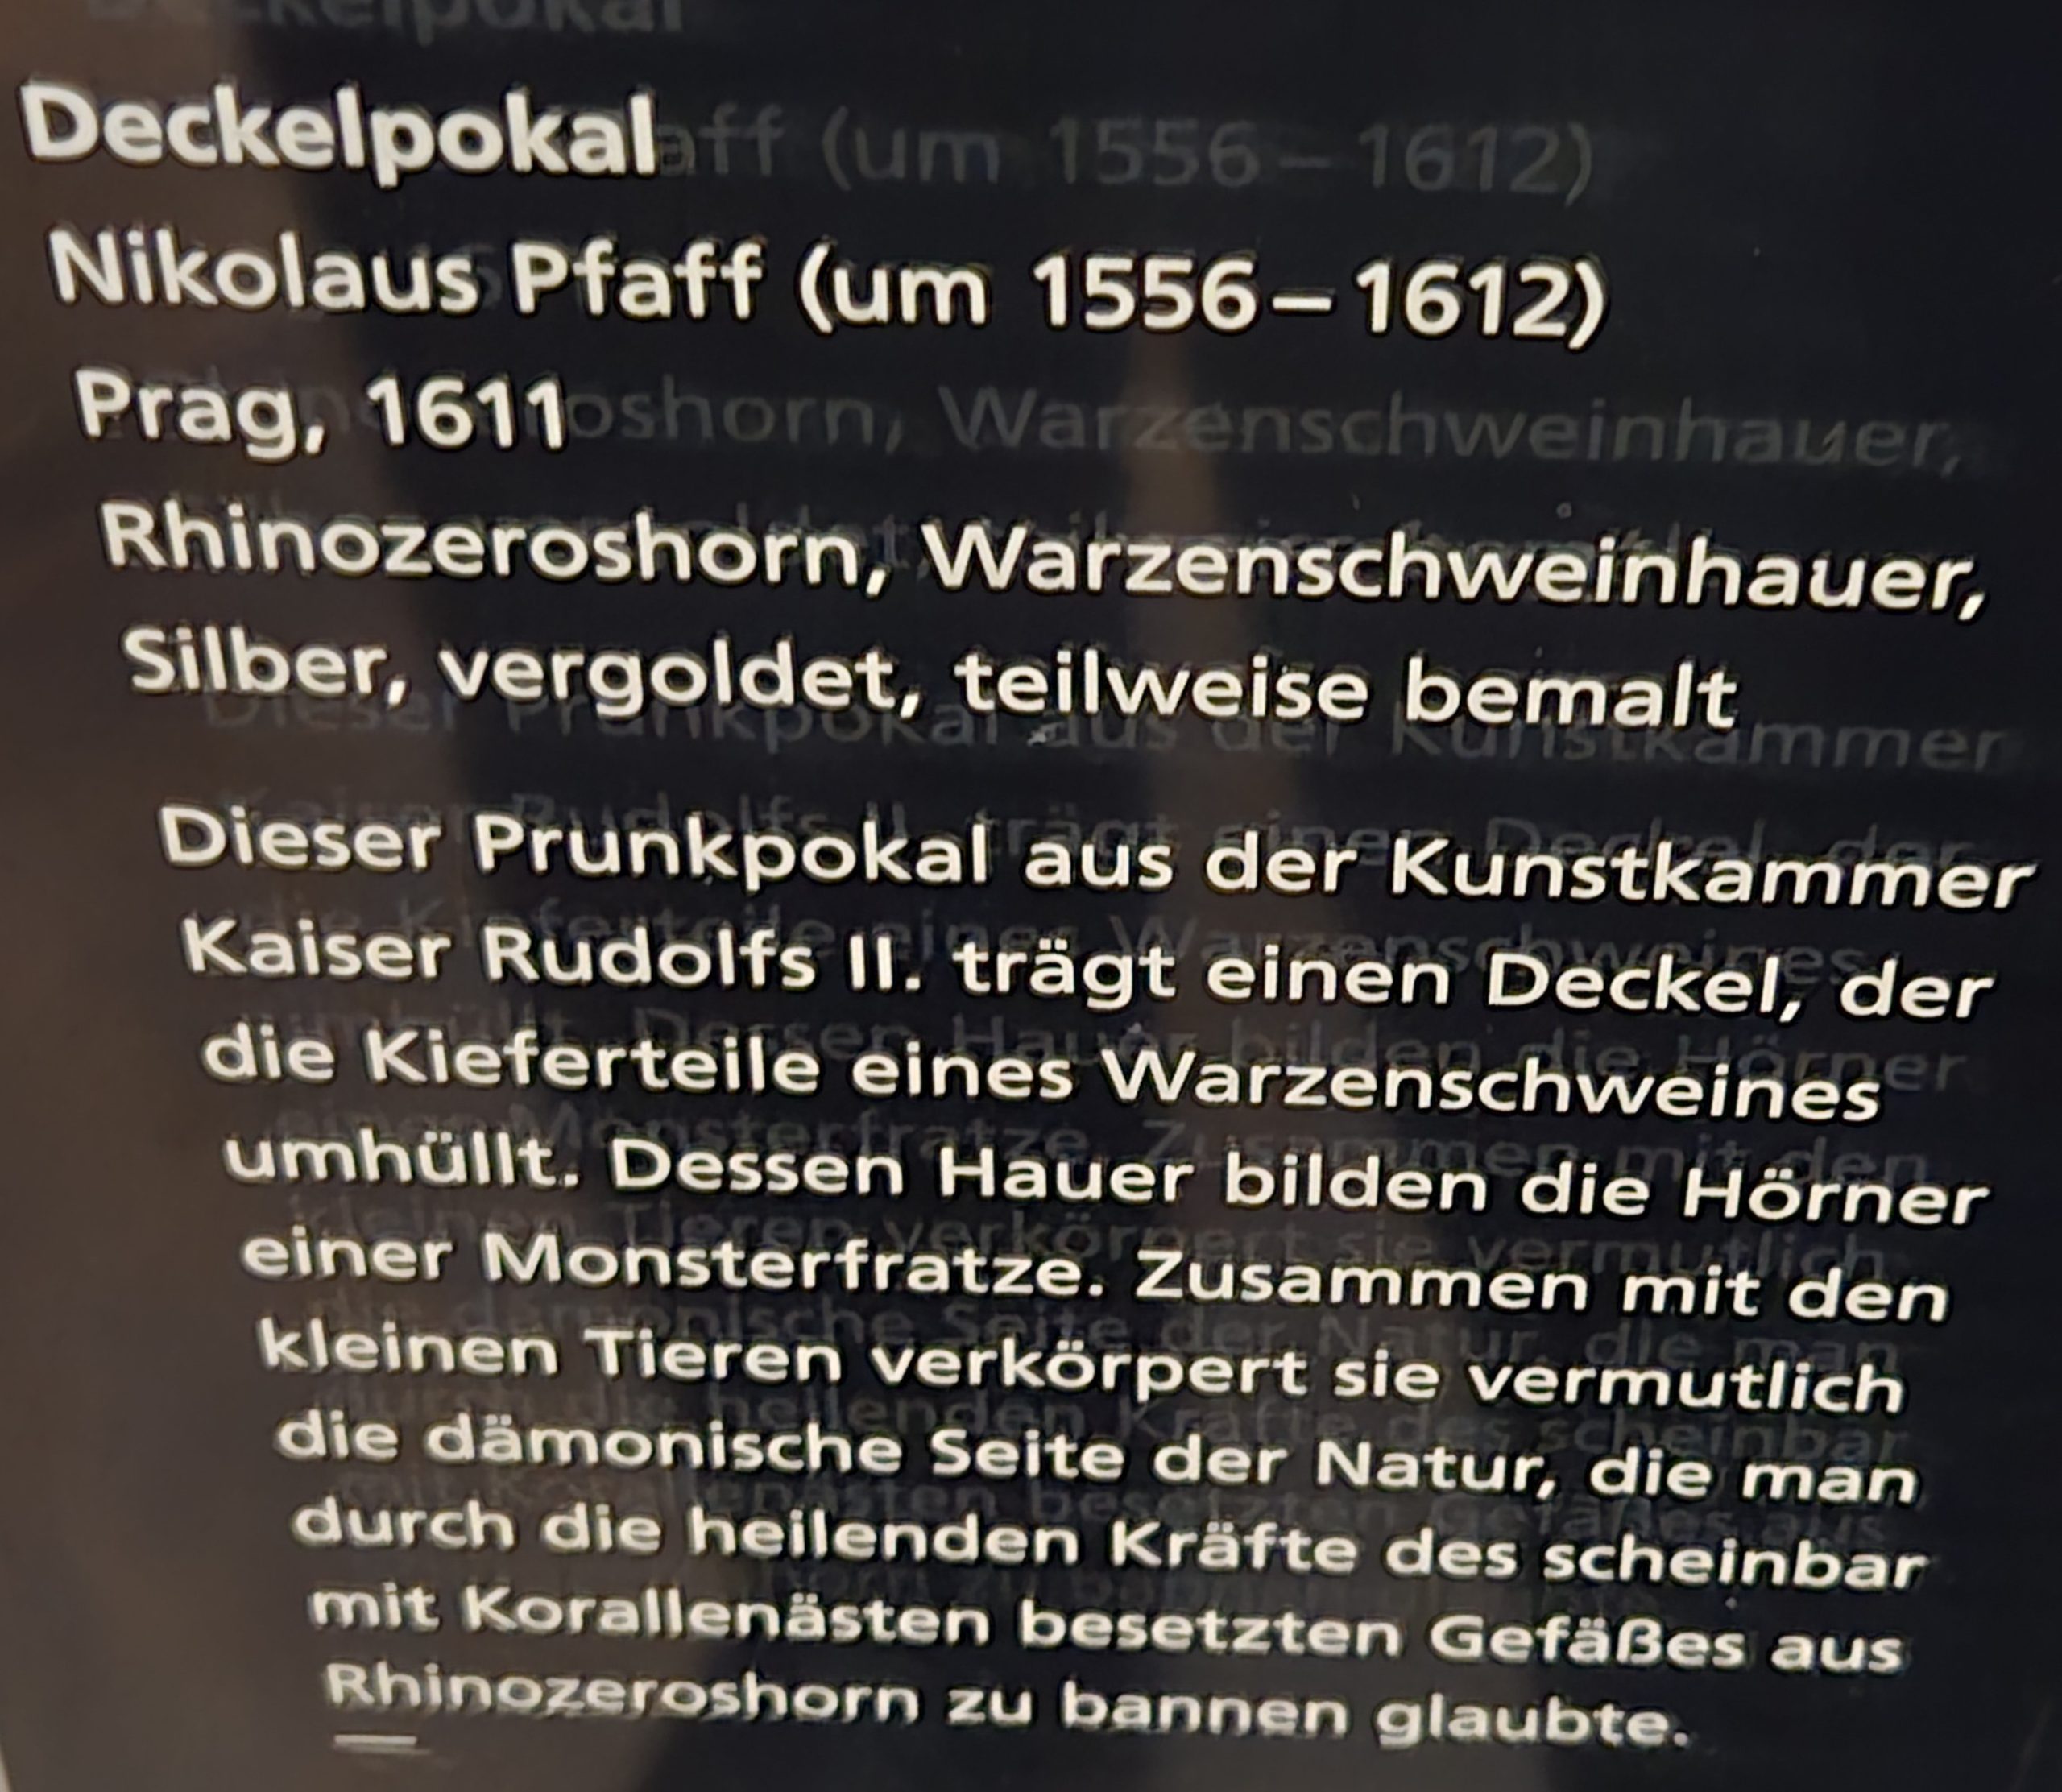 Deckelpokal
Nikolaus Pfaff (um 1556–1612)
Prag, 1611
Rhinozeroshorn, Warzenschweinhauer,
Silber, vergoldet, teilweise bemalt
Dieser Prunkpokal aus der Kunstkammer
Kaiser Rudolfs II. trägt einen Deckel, der
die Kieferteile eines Warzenschweines
umhüllt. Dessen Hauer bilden die Hörner
einer Monsterfratze. Zusammen mit den
kleinen Tieren verkörpert sie vermutlich
die dämonische Seite der Natur, die man
durch die heilenden Kräfte des scheinbar
mit Korallenästen besetzten Gefäßes aus
Rhinozeroshorn zu bannen glaubte.